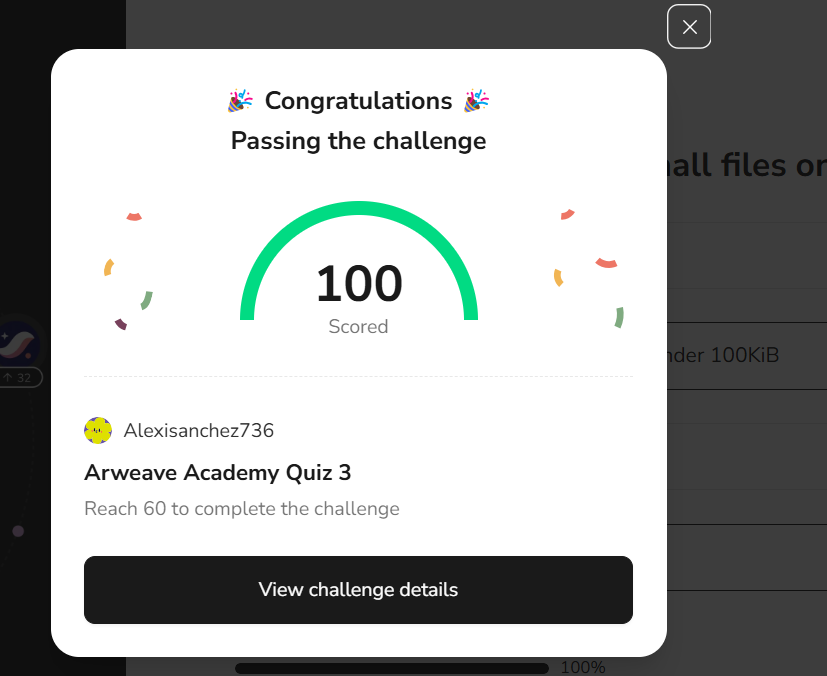 Congratulations
Passing the challenge
all files or
100
Scored
nder 100KiB
↑ 32
Alexisanchez736
Arweave Academy Quiz 3
Reach 60 to complete the challenge
View challenge details
100%